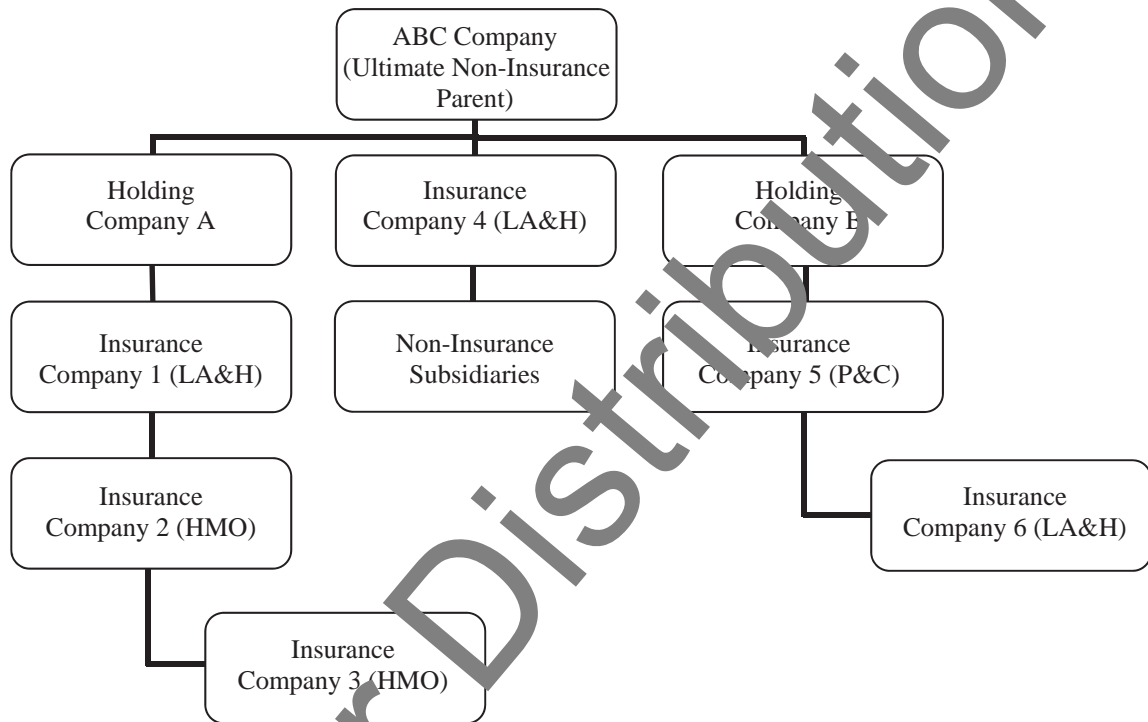 ABC Company
(Ultimate Non-Insurance
Parent)
Holding
Company A
Insurance
Company 4 (LA&H)
Holding
Company B
Insurance
Company 1 (LA&H)
Non-Insurance
Subsidiaries
Insurance
Company 5 (P&C)
Insurance
Company 2 (HMO)
Insurance
Company 6 (LA&H)
Insurance
Company 3 (HMO)
r Distribution